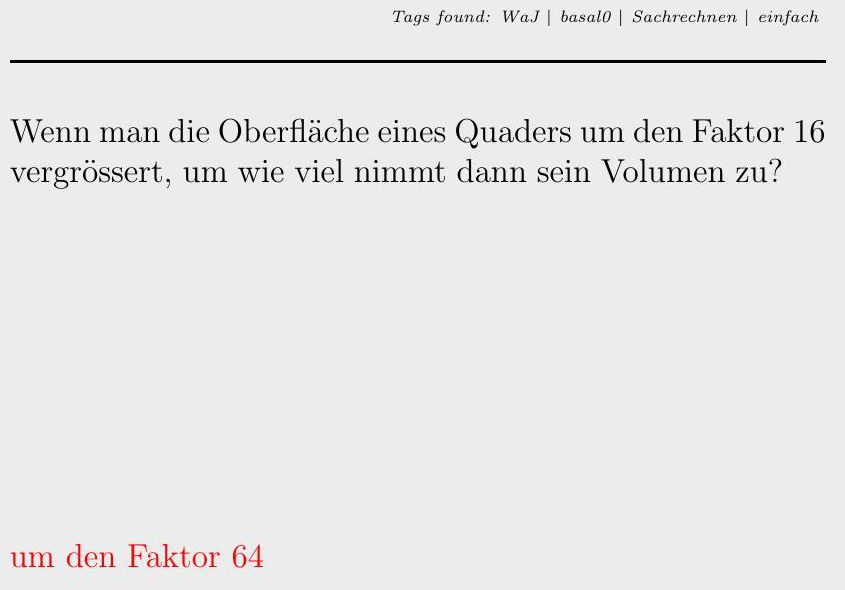 Tags found: WaJ | basal0 | Sachrechnen | einfach
Wenn man die Oberfläche eines Quaders um den Faktor 16
vergrössert, um wie viel nimmt dann sein Volumen zu?
um den Faktor 64